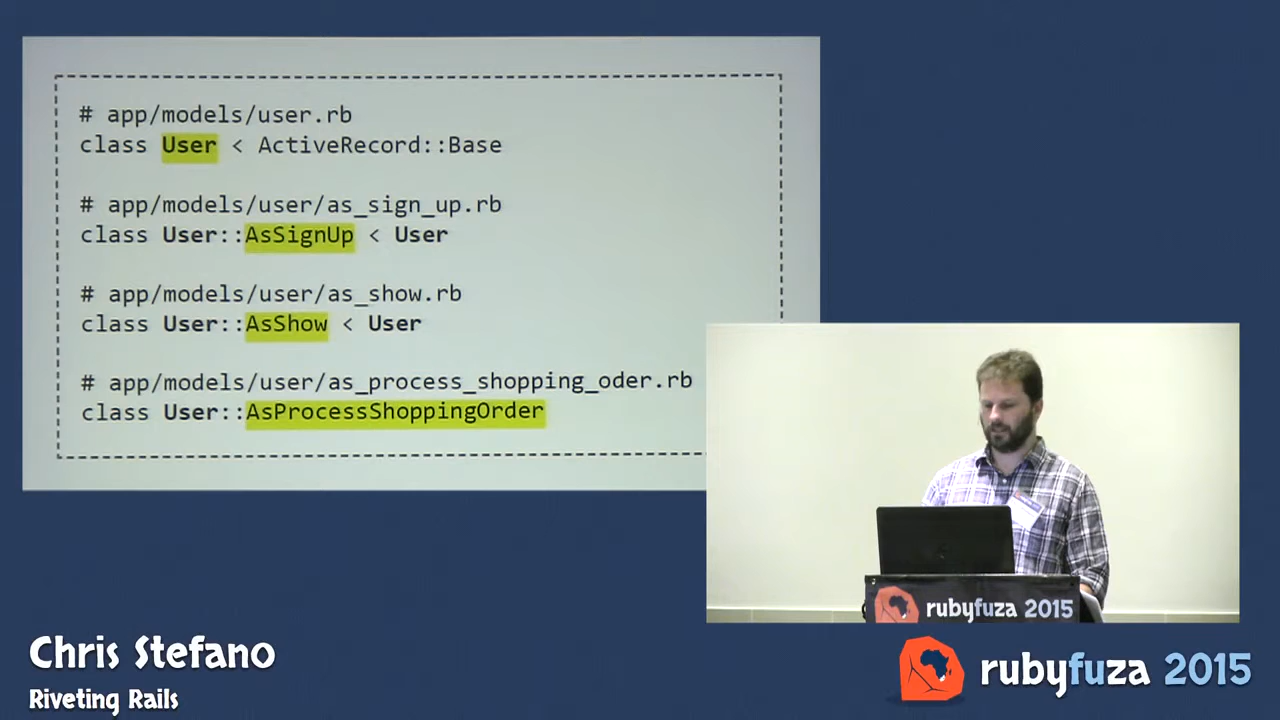 # app/models/user.rb
class User < ActiveRecord::Base
# app/models/user/as_sign_up.rb
class User::AsSignUp < User
# app/models/user/as_show.rb
class User::AsShow < User
# app/models/user/as_process_shopping_oder.rb
class User::AsProcessShoppingOrder
rubyfuza 2015
Chris Stefano
Riveting Rails
rubyfuza 2015